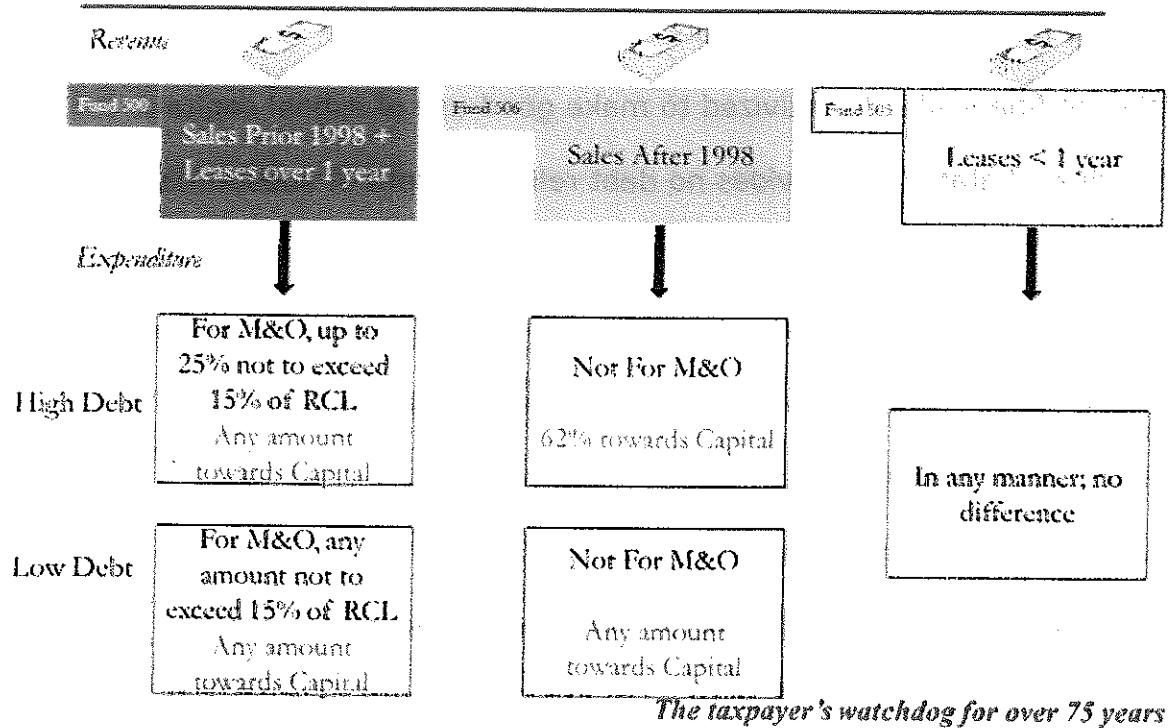 Revenue
Fund 500
Sales Prior 1998 +
Leases over 1 year
Fund 500
Sales After 1998
Leases < 1 year
Expenditure
High Debt
For M&O, up to
25% not to exceed
15% of RCL
Any amount
towards Capital
Not For M&O
62% towards Capital
In any manner; no
difference
Low Debt
For M&O, any
amount not to
exceed 15% of RCL
Any amount
towards Capital
Not For M&O
Any amount
towards Capital
The taxpayer's watchdog for over 75 years